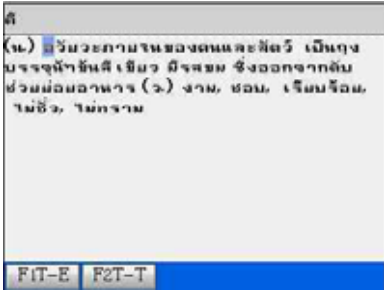 ดี
(น.) อวัยวะภายในของคนและสัตว์ เป็นถุง
บรรจุน้ำข้นสีเขียว มีรสขม ซึ่งออกจากตับ
ช่วยย่อยอาหาร (ว.) งาม, ชอบ, เรียบร้อย,
ไม่ชั่ว, ไม่ทราม
F1T-E F2T-T